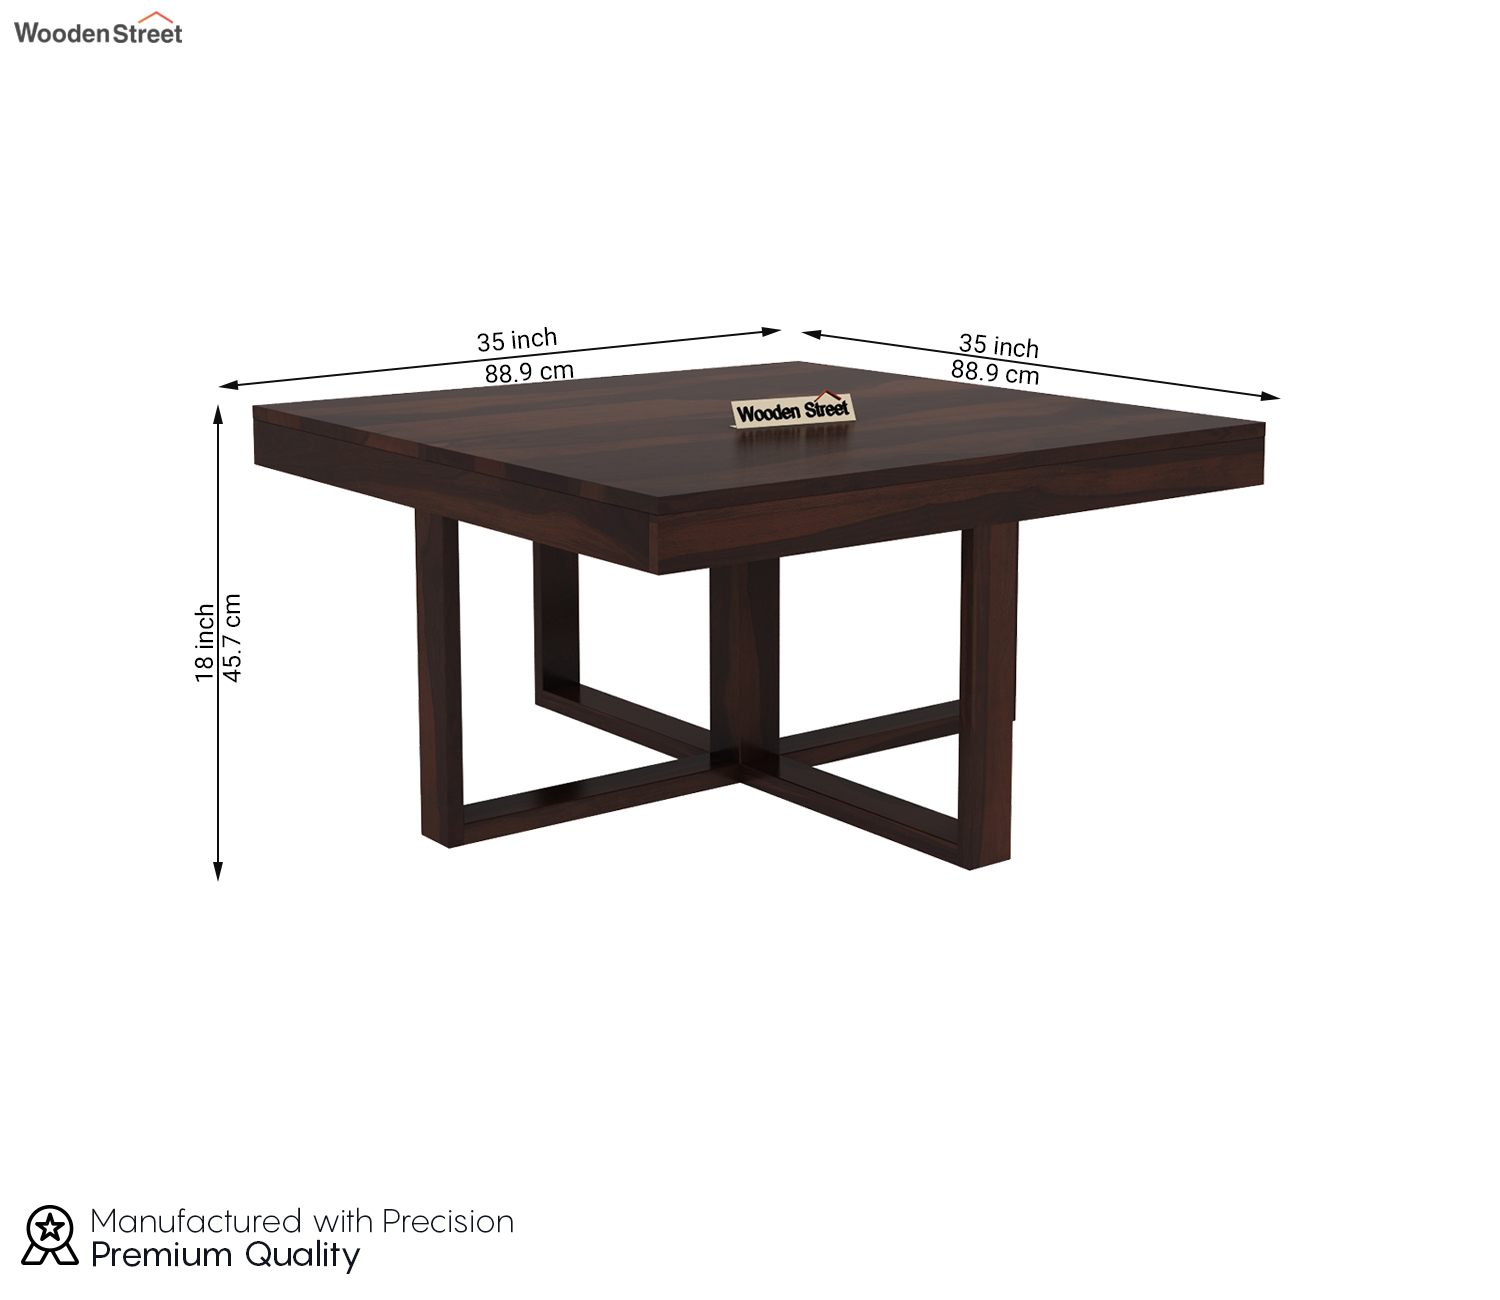 WoodenStreet
35 inch
88.9 cm
35 inch
88.9 cm
Wooden Street
18 inch
45.7 cm
Manufactured with Precision
Premium Quality